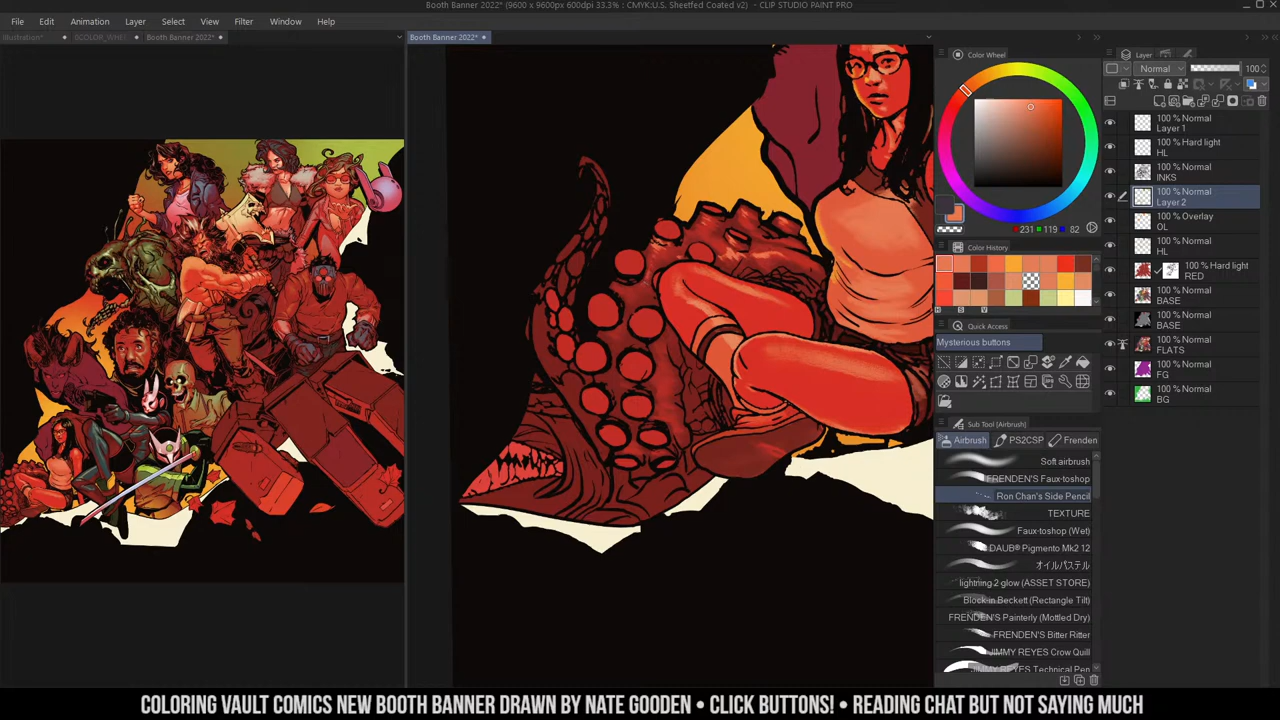 Booth Banner 2022* (9600 x 9600px 600dpi 33.3% : CMYK:U.S. Sheetfed Coated v2) - CLIP STUDIO PAINT PRO
File Edit Animation Layer Select View Filter Window Help
Illustration* 5COLOR_WHE Booth Banner 2022* Booth Banner 2022*
Color Wheel
231 119 82
Color History
H S V
Quick Access
Mysterious buttons
Sub Tool (Airbrush)
Airbrush PS2CSP Frenden
Soft airbrush
FRENDEN'S Faux-toshop
Ron Chan's Side Pencil
TEXTURE
Faux-toshop (Wet)
DAUB® Pigmento Mk2 12
オイルパステル
lightning 2 glow (ASSET STORE)
Block-in Beckett (Rectangle Tilt)
FRENDEN'S Painterly (Mottled Dry)
FRENDEN'S Bitter Ritter
JIMMY REYES Crow Quill
JIMMY REYES Technical Pen
Layer
Normal 100
100 % Normal
Layer 1
100 % Hard light
HL
100 % Normal
INKS
100 % Normal
Layer 2
100 % Overlay
OL
100 % Normal
HL
100 % Hard light
RED
100 % Normal
BASE
100 % Normal
BASE
100 % Normal
FLATS
100 % Normal
FG
100 % Normal
BG
COLORING VAULT COMICS NEW BOOTH BANNER DRAWN BY NATE GOODEN • CLICK BUTTONS! • READING CHAT BUT NOT SAYING MUCH